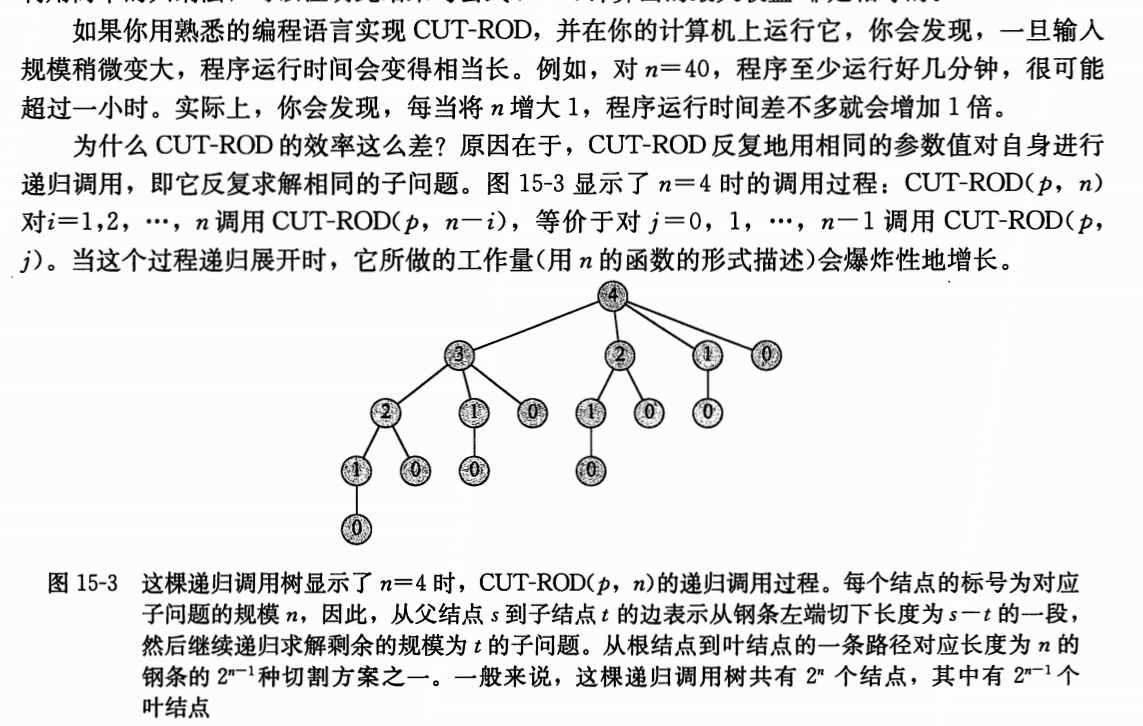 如果你用熟悉的编程语言实现 CUT-ROD，并在你的计算机上运行它，你会发现，一旦输入
规模稍微变大，程序运行时间会变得相当长。例如，对 n=40，程序至少运行好几分钟，很可能
超过一小时。实际上，你会发现，每当将 n 增大 1，程序运行时间差不多就会增加 1 倍。
为什么 CUT-ROD 的效率这么差？原因在于，CUT-ROD 反复地用相同的参数值对自身进行
递归调用，即它反复求解相同的子问题。图 15-3 显示了 n=4 时的调用过程：CUT-ROD(p，n)
对i=1,2，…，n 调用 CUT-ROD(p，n-i)，等价于对 j=0，1，…，n-1 调用 CUT-ROD(p，
j)。当这个过程递归展开时，它所做的工作量(用 n 的函数的形式描述)会爆炸性地增长。
4
3 2 1 0
2 1 0 1 0 0
1 0 0 0
0
图 15-3 这棵递归调用树显示了 n=4 时，CUT-ROD(p，n)的递归调用过程。每个结点的标号为对应
子问题的规模 n，因此，从父结点 s 到子结点 t 的边表示从钢条左端切下长度为 s-t 的一段，
然后继续递归求解剩余的规模为 t 的子问题。从根结点到叶结点的一条路径对应长度为 n 的
钢条的 2ⁿ⁻¹种切割方案之一。一般来说，这棵递归调用树共有 2ⁿ 个结点，其中有 2ⁿ⁻¹个
叶结点